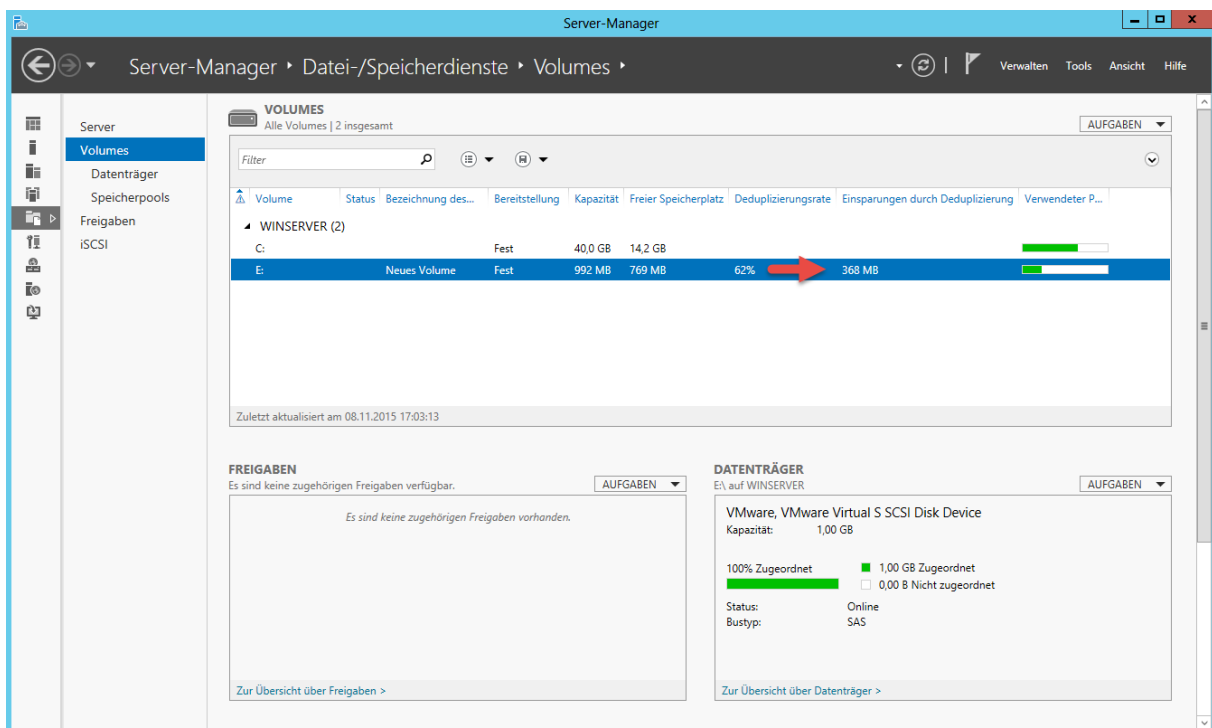 Server-Manager
Server-Manager ‣ Datei-/Speicherdienste ‣ Volumes ‣
Verwalten Tools Ansicht Hilfe
Server
Volumes
Datenträger
Speicherpools
Freigaben
iSCSI
VOLUMES
Alle Volumes | 2 insgesamt
AUFGABEN
Filter
Volume Status Bezeichnung des... Bereitstellung Kapazität Freier Speicherplatz Deduplizierungsrate Einsparungen durch Deduplizierung Verwendeter P...
WINSERVER (2)
C: Fest 40,0 GB 14,2 GB
E: Neues Volume Fest 992 MB 769 MB 62% 368 MB
Zuletzt aktualisiert am 08.11.2015 17:03:13
FREIGABEN
Es sind keine zugehörigen Freigaben verfügbar.
AUFGABEN
Es sind keine zugehörigen Freigaben vorhanden.
Zur Übersicht über Freigaben >
DATENTRÄGER
E:\ auf WINSERVER
AUFGABEN
VMware, VMware Virtual S SCSI Disk Device
Kapazität: 1,00 GB
100% Zugeordnet
1,00 GB Zugeordnet
0,00 B Nicht zugeordnet
Status: Online
Bustyp: SAS
Zur Übersicht über Datenträger >